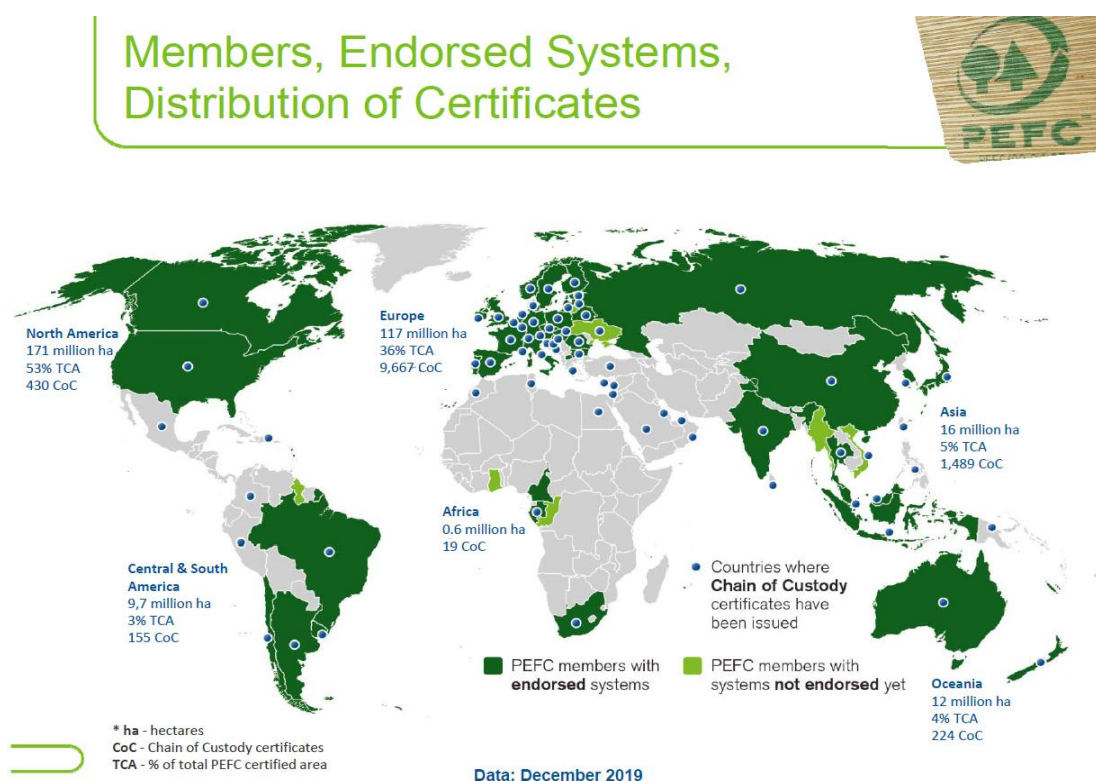 Members, Endorsed Systems,
Distribution of Certificates
PEFC
North America
171 million ha
53% TCA
430 CoC
Europe
117 million ha
36% TCA
9,667 CoC
Asia
16 million ha
5% TCA
1,489 CoC
Africa
0.6 million ha
19 CoC
Central & South
America
9,7 million ha
3% TCA
155 CoC
Countries where
Chain of Custody
certificates have
been issued
PEFC members with
endorsed systems
PEFC members with
systems not endorsed yet
Oceania
12 million ha
4% TCA
224 CoC
* ha - hectares
CoC - Chain of Custody certificates
TCA - % of total PEFC certified area
Data: December 2019